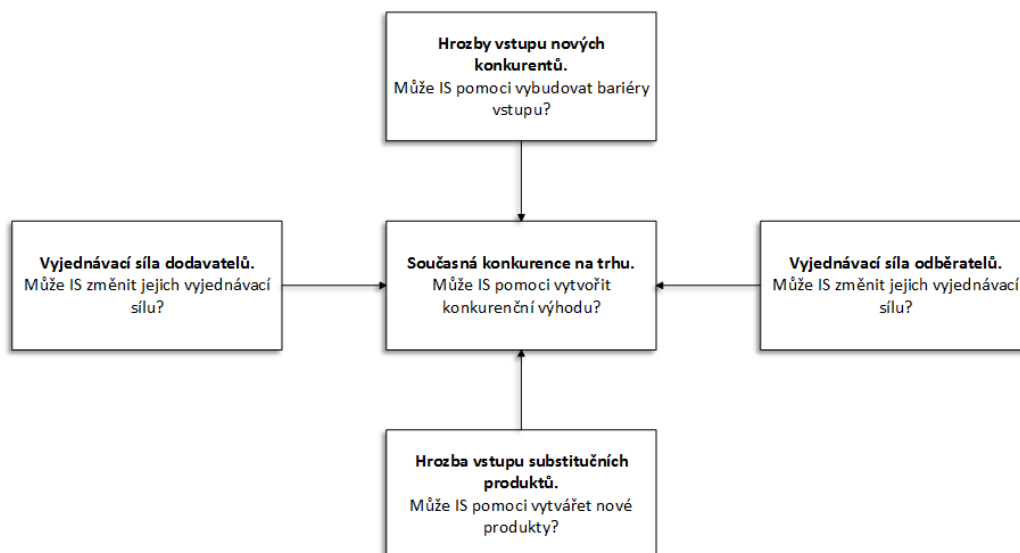 Hrozby vstupu nových
konkurentů.
Může IS pomoci vybudovat bariéry
vstupu?
Vyjednávací síla dodavatelů.
Může IS změnit jejich vyjednávací
sílu?
Současná konkurence na trhu.
Může IS pomoci vytvořit
konkurenční výhodu?
Vyjednávací síla odběratelů.
Může IS změnit jejich vyjednávací
sílu?
Hrozba vstupu substitučních
produktů.
Může IS pomoci vytvářet nové
produkty?